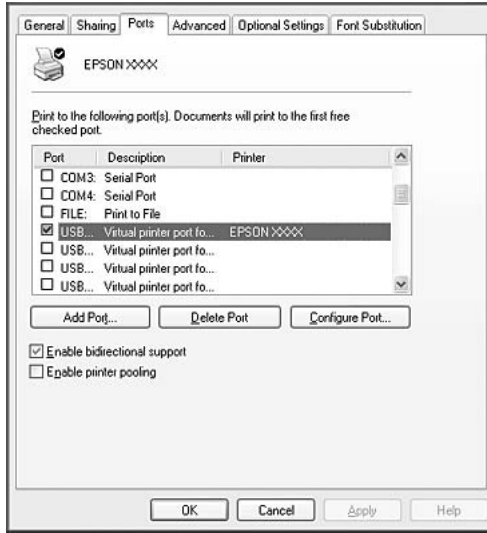 General Sharing Ports Advanced Optional Settings Font Substitution
EPSON XXXX
Print to the following port(s). Documents will print to the first free
checked port.
Port Description Printer
COM3: Serial Port
COM4: Serial Port
FILE: Print to File
USB... Virtual printer port fo... EPSON XXXX
USB... Virtual printer port fo...
USB... Virtual printer port fo...
USB... Virtual printer port fo...
Add Port... Delete Port Configure Port...
Enable bidirectional support
Enable printer pooling
OK Cancel Apply Help